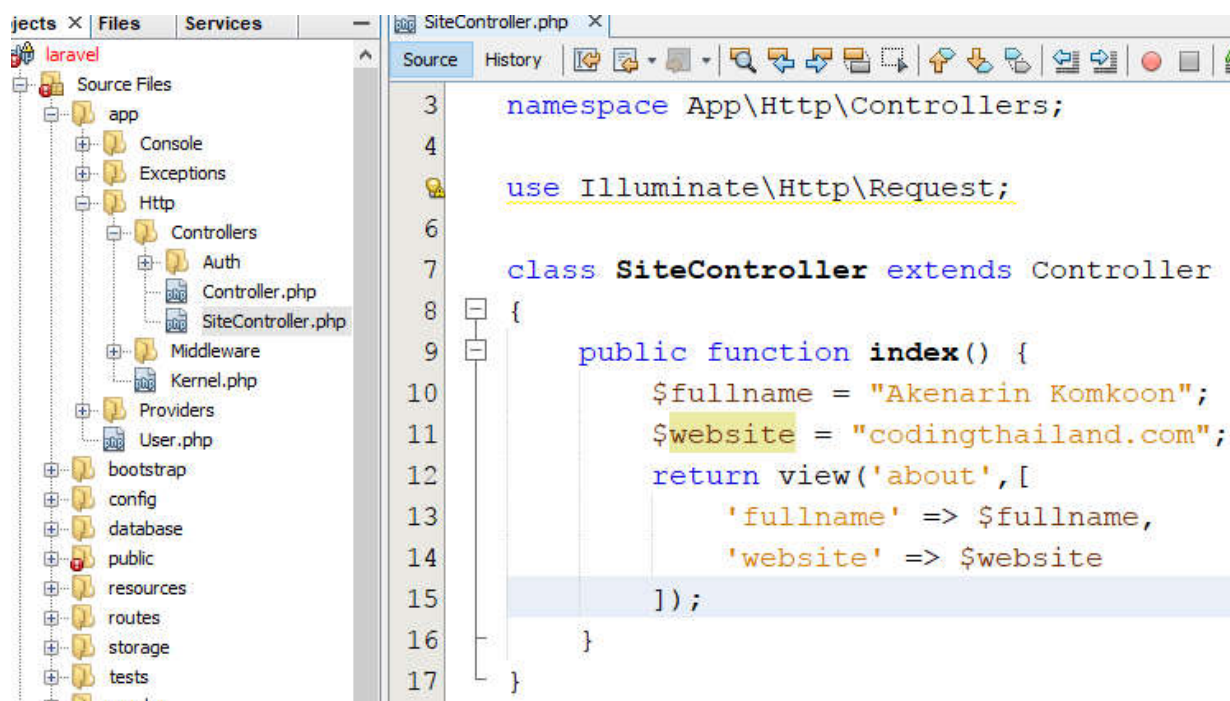 jects × Files Services
laravel
Source Files
app
Console
Exceptions
Http
Controllers
Auth
Controller.php
SiteController.php
Middleware
Kernel.php
Providers
User.php
bootstrap
config
database
public
resources
routes
storage
tests
SiteController.php ×
Source History
3 namespace App\Http\Controllers;
4
use Illuminate\Http\Request;
6
7 class SiteController extends Controller
8 {
9 public function index() {
10 $fullname = "Akenarin Komkoon";
11 $website = "codingthailand.com";
12 return view('about',[
13 'fullname' => $fullname,
14 'website' => $website
15 ]);
16 }
17 }